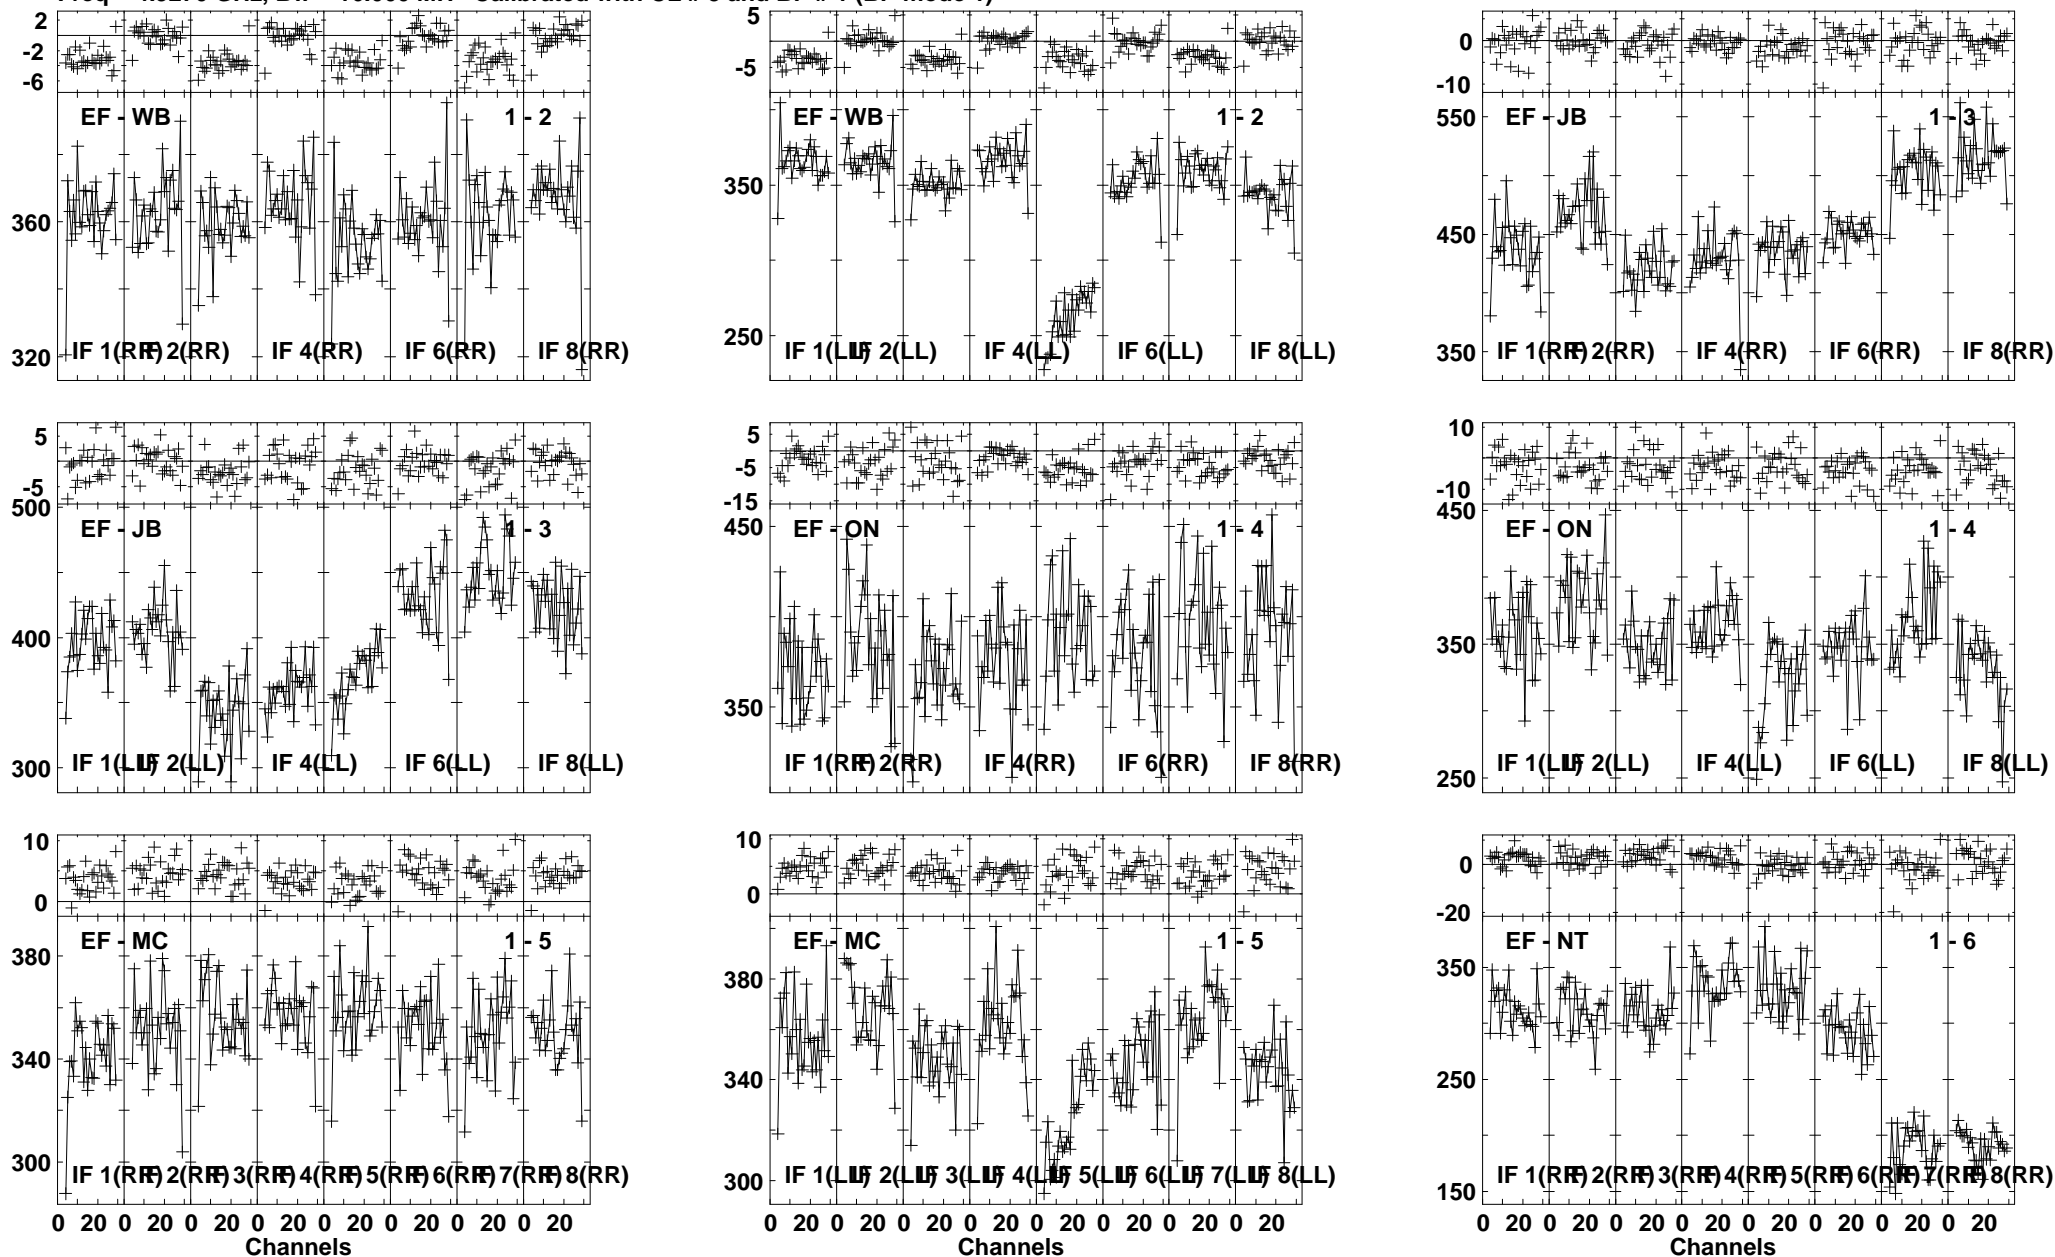 Calibrated with
2
-2
-6
EF - WB
1 - 2
360
320
IF 1(RR)
IF 2(RR)
IF 4(RR)
IF 6(RR)
IF 8(RR)
5
-5
EF - WB
1 - 2
350
250
IF 1(LL)
IF 2(LL)
IF 4(LL)
IF 6(LL)
IF 8(LL)
0
-10
550
EF - JB
1 - 3
450
350
IF 1(RR)
IF 2(RR)
IF 4(RR)
IF 6(RR)
IF 8(RR)
5
-5
500
EF - JB
1 - 3
400
300
IF 1(LL)
IF 2(LL)
IF 4(LL)
IF 6(LL)
IF 8(LL)
5
-5
-15
450
EF - ON
1 - 4
350
IF 1(RR)
IF 2(RR)
IF 4(RR)
IF 6(RR)
IF 8(RR)
10
-10
450
EF - ON
1 - 4
350
250
IF 1(LL)
IF 2(LL)
IF 4(LL)
IF 6(LL)
IF 8(LL)
10
0
EF - MC
1 - 5
380
340
300
IF 1(RR)
IF 2(RR)
IF 3(RR)
IF 4(RR)
IF 5(RR)
IF 6(RR)
IF 7(RR)
IF 8(RR)
0 20 0 20 0 20 0 20 0 20 0 20 0 20 0 20
Channels
10
0
EF - MC
1 - 5
380
340
300
IF 1(LL)
IF 2(LL)
IF 3(LL)
IF 4(LL)
IF 5(LL)
IF 6(LL)
IF 7(LL)
IF 8(LL)
0 20 0 20 0 20 0 20 0 20 0 20 0 20 0 20
Channels
0
-20
EF - NT
1 - 6
350
250
150
IF 1(RR)
IF 2(RR)
IF 3(RR)
IF 4(RR)
IF 5(RR)
IF 6(RR)
IF 7(RR)
IF 8(RR)
0 20 0 20 0 20 0 20 0 20 0 20 0 20 0 20
Channels